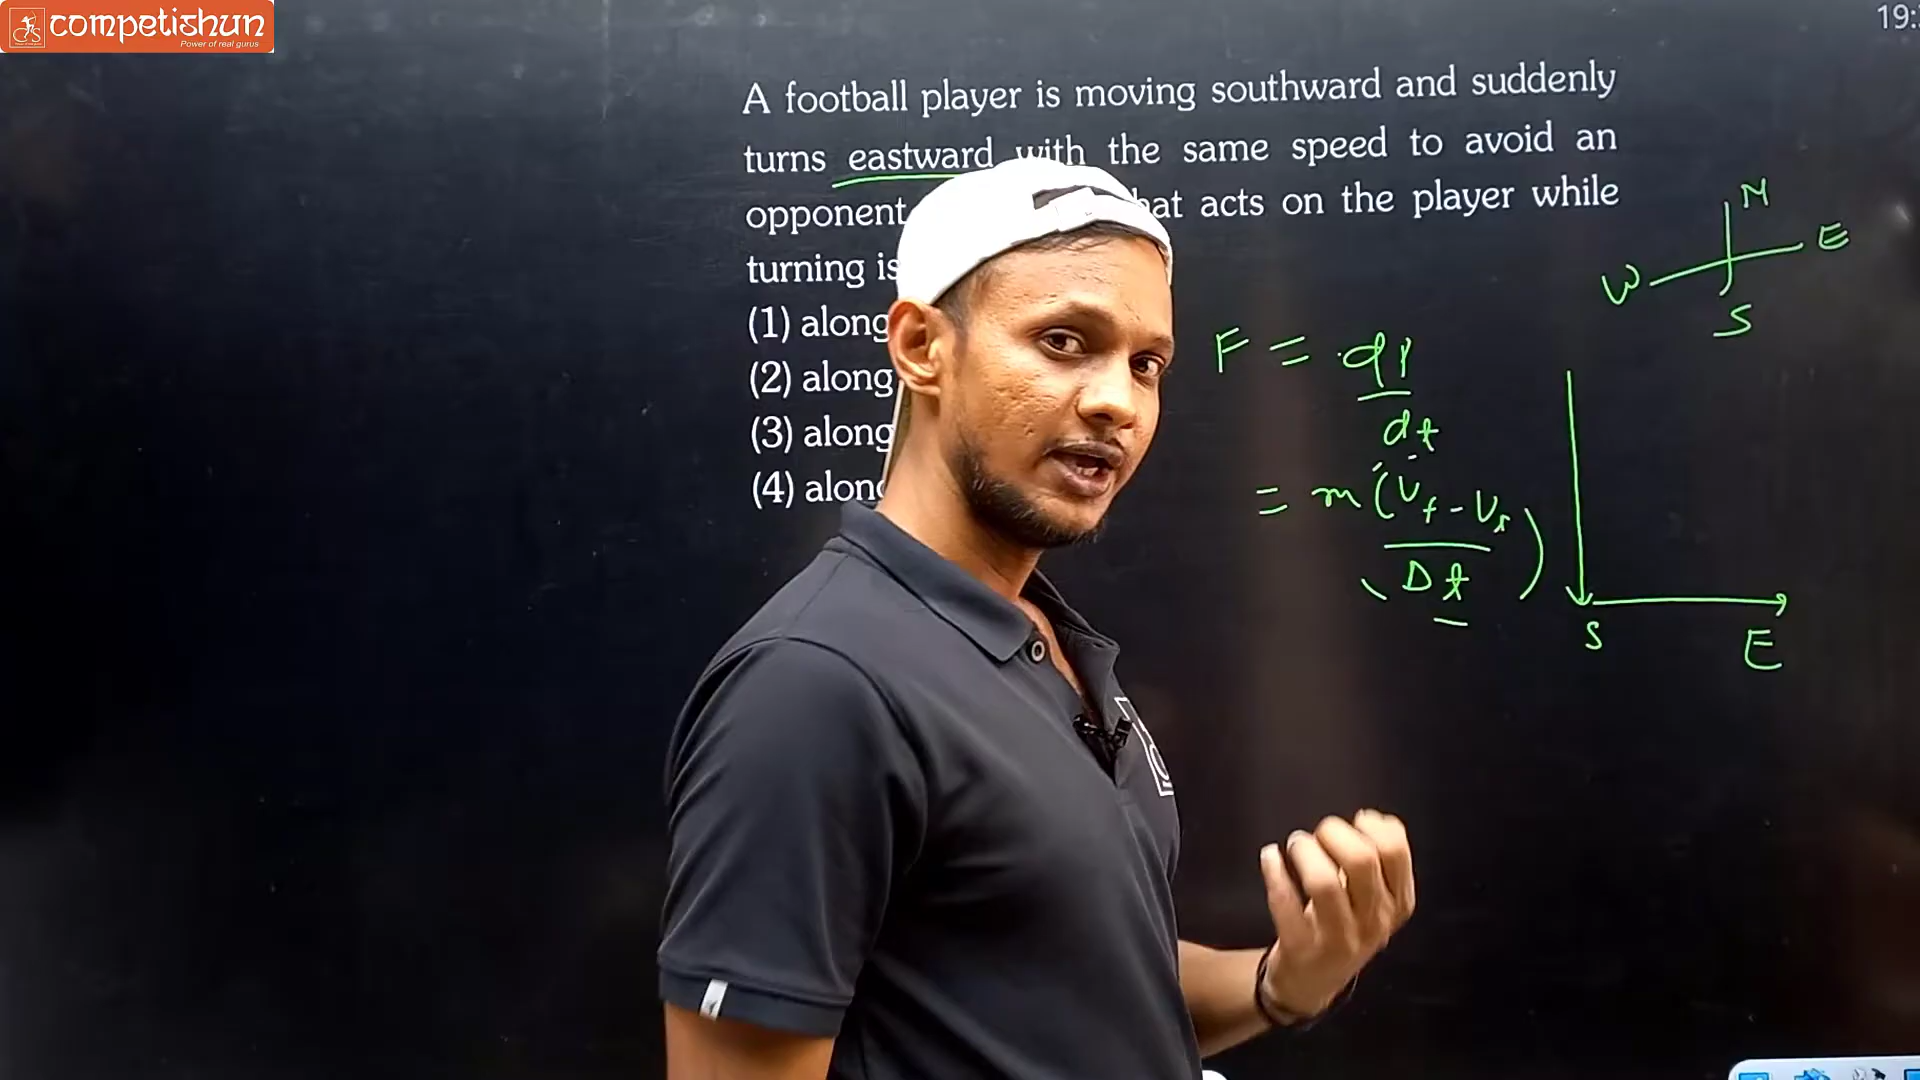 competishun
Power of real gurus
19:
A football player is moving southward and suddenly
turns eastward with the same speed to avoid an
opponent hat acts on the player while
turning is
(1) along
(2) along
(3) along
(4) along
N
E
W
S
F = dp
dt
= m (Vf - Vi
Dt )
S
E